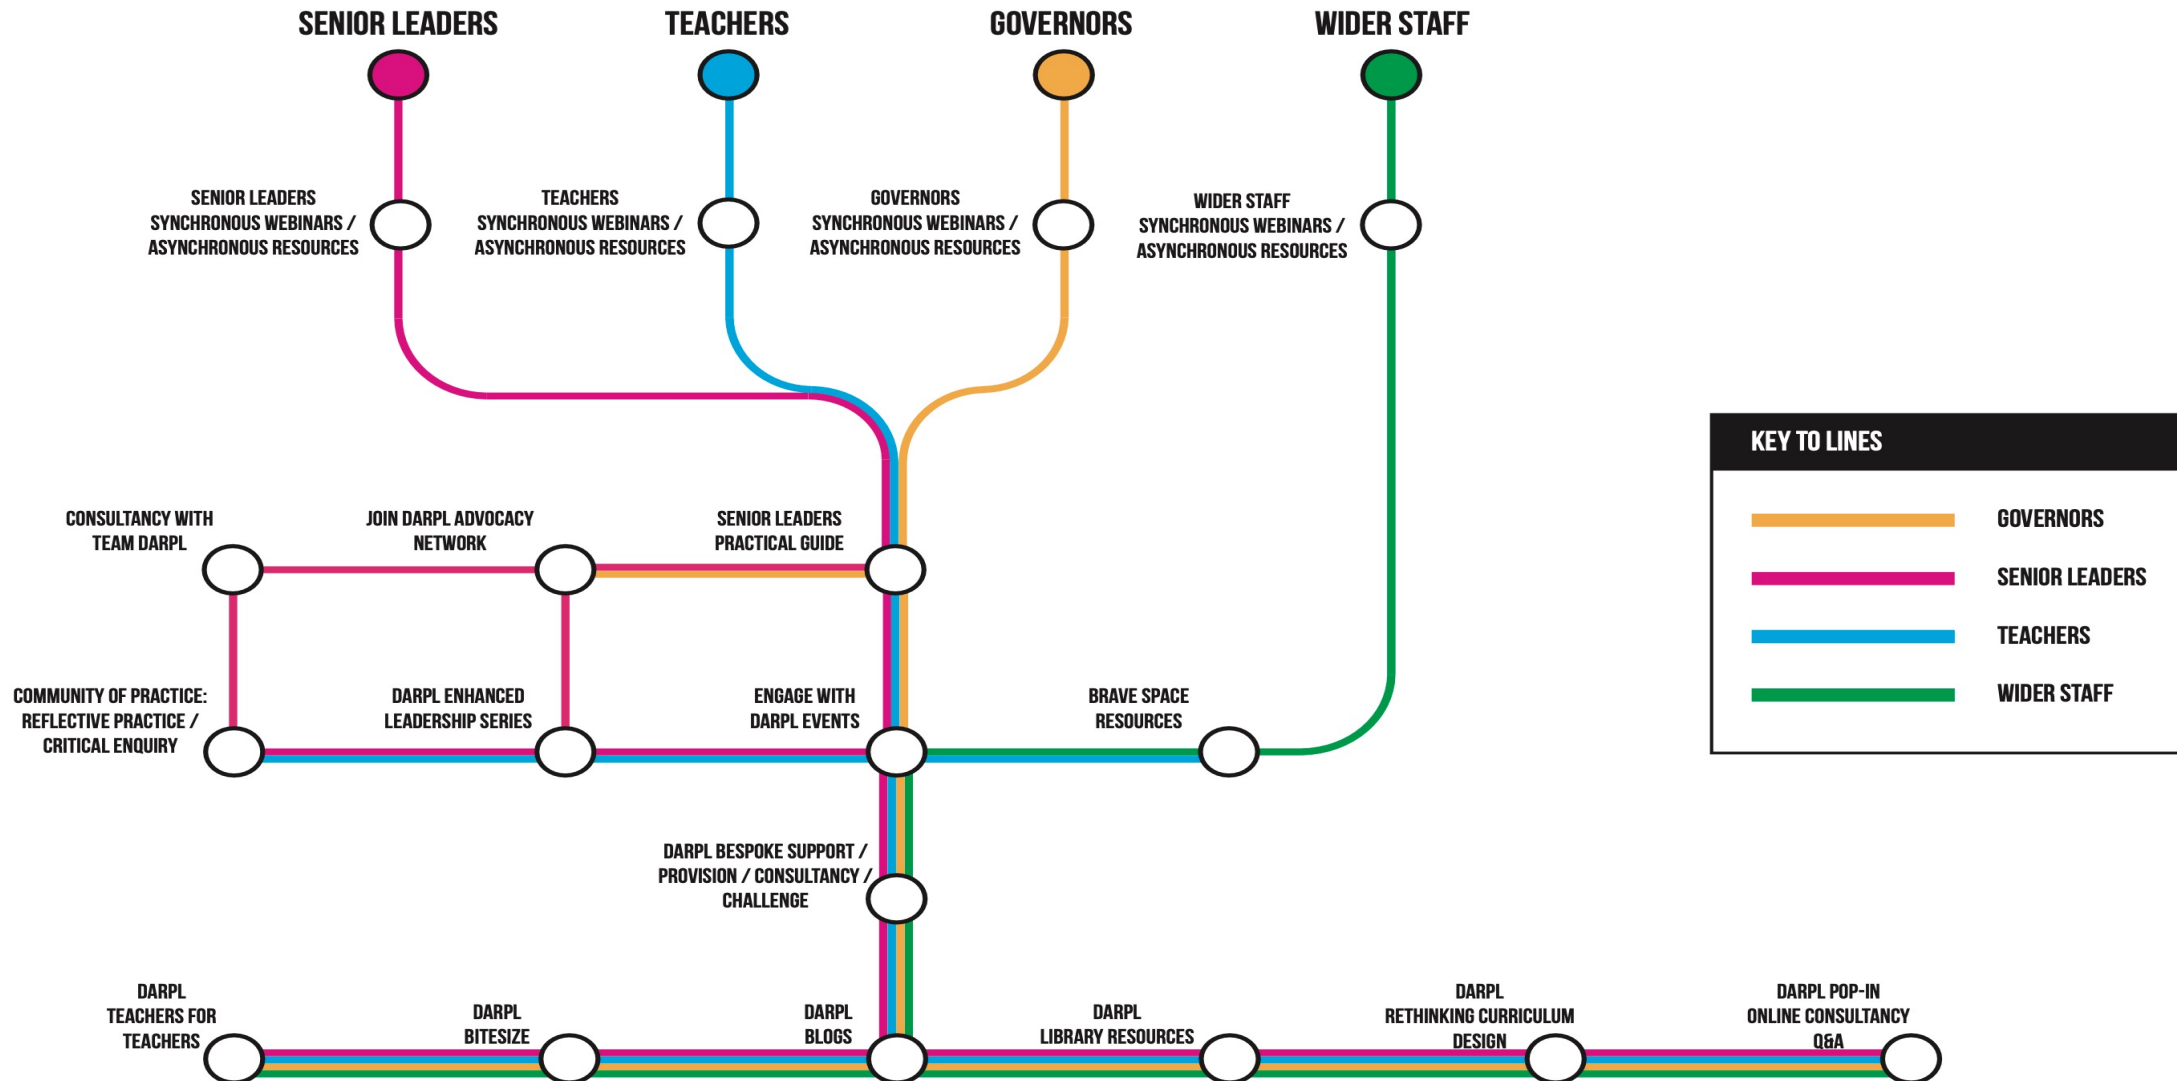 SENIOR LEADERS
TEACHERS
GOVERNORS
WIDER STAFF
SENIOR LEADERS
SYNCHRONOUS WEBINARS /
ASYNCHRONOUS RESOURCES
TEACHERS
SYNCHRONOUS WEBINARS /
ASYNCHRONOUS RESOURCES
GOVERNORS
SYNCHRONOUS WEBINARS /
ASYNCHRONOUS RESOURCES
WIDER STAFF
SYNCHRONOUS WEBINARS /
ASYNCHRONOUS RESOURCES
KEY TO LINES
GOVERNORS
SENIOR LEADERS
TEACHERS
WIDER STAFF
CONSULTANCY WITH
TEAM DARPL
JOIN DARPL ADVOCACY
NETWORK
SENIOR LEADERS
PRACTICAL GUIDE
COMMUNITY OF PRACTICE:
REFLECTIVE PRACTICE /
CRITICAL ENQUIRY
DARPL ENHANCED
LEADERSHIP SERIES
ENGAGE WITH
DARPL EVENTS
BRAVE SPACE
RESOURCES
DARPL BESPOKE SUPPORT /
PROVISION / CONSULTANCY /
CHALLENGE
DARPL
TEACHERS FOR
TEACHERS
DARPL
BITESIZE
DARPL
BLOGS
DARPL
LIBRARY RESOURCES
DARPL
RETHINKING CURRICULUM
DESIGN
DARPL POP-IN
ONLINE CONSULTANCY
Q&A